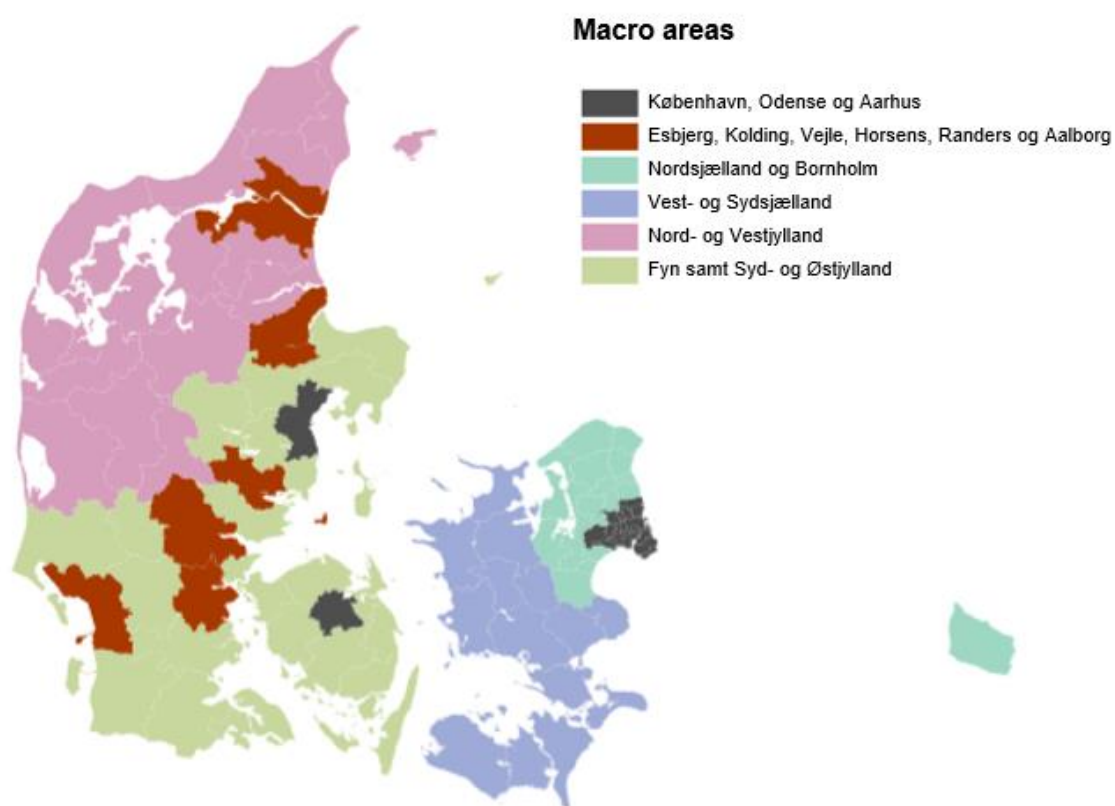 Macro areas
København, Odense og Aarhus
Esbjerg, Kolding, Vejle, Horsens, Randers og Aalborg
Nordsjælland og Bornholm
Vest- og Sydsjælland
Nord- og Vestjylland
Fyn samt Syd- og Østjylland